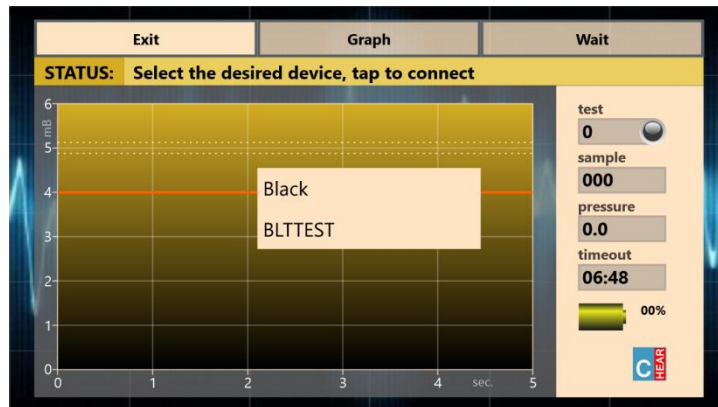 Exit Graph Wait
STATUS: Select the desired device, tap to connect
6
mB
5
4
3
2
1
0
Black
BLTTEST
0 1 2 3 4 sec. 5
test
0
sample
000
pressure
0.0
timeout
06:48
00%
C HEAR